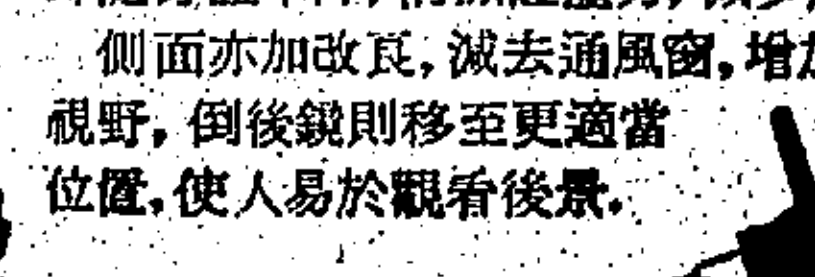 側面亦加改良,減去通風窗,增加
視野,倒後鏡則移至更適當
位置,使人易於觀看後景.